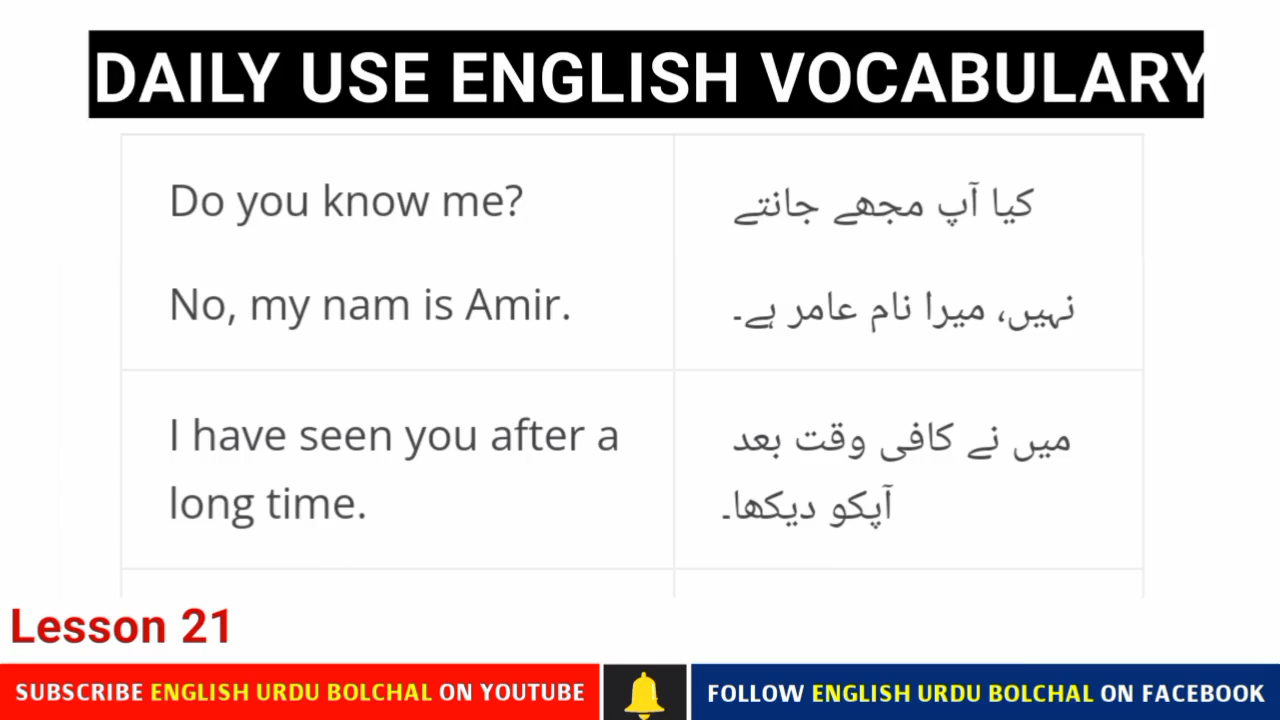 DAILY USE ENGLISH VOCABULARY
Do you know me?
کیا آپ مجھے جانتے
No, my nam is Amir.
نہیں، میرا نام عامر ہے۔
I have seen you after a
long time.
میں نے کافی وقت بعد
آپکو دیکھا۔
Lesson 21
SUBSCRIBE ENGLISH URDU BOLCHAL ON YOUTUBE
FOLLOW ENGLISH URDU BOLCHAL ON FACEBOOK